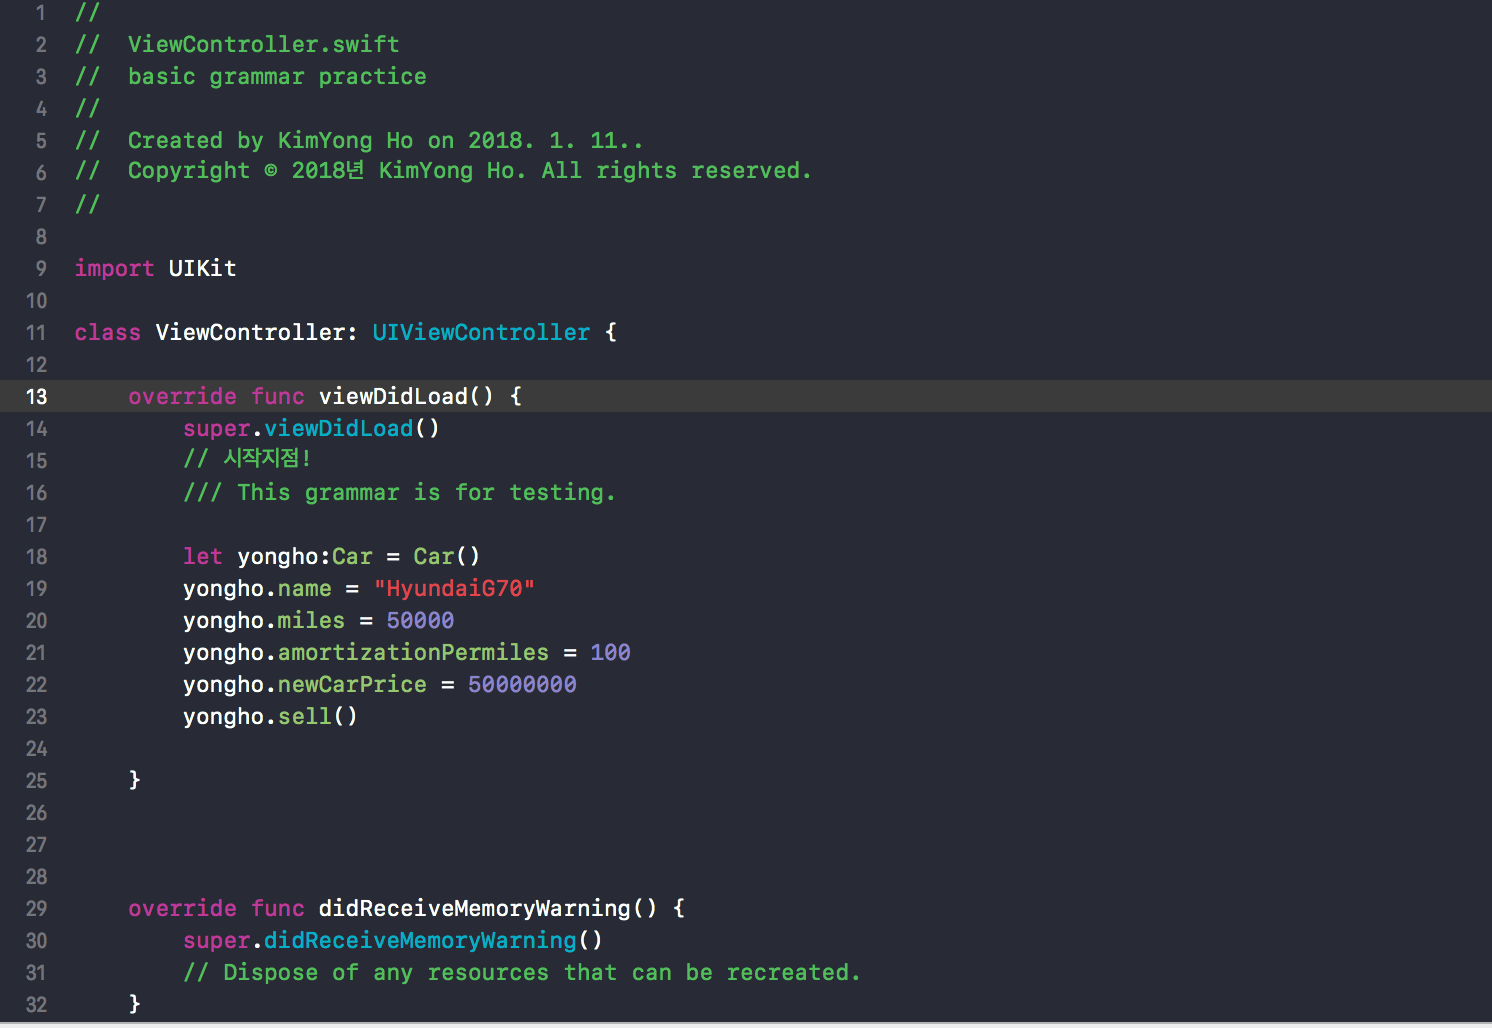 1 //
2 //  ViewController.swift
3 //  basic grammar practice
4 //
5 //  Created by KimYong Ho on 2018. 1. 11..
6 //  Copyright © 2018년 KimYong Ho. All rights reserved.
7 //
8
9 import UIKit
10
11 class ViewController: UIViewController {
12
13     override func viewDidLoad() {
14         super.viewDidLoad()
15         // 시작지점!
16         /// This grammar is for testing.
17
18         let yongho:Car = Car()
19         yongho.name = "HyundaiG70"
20         yongho.miles = 50000
21         yongho.amortizationPermiles = 100
22         yongho.newCarPrice = 50000000
23         yongho.sell()
24
25     }
26
27
28
29     override func didReceiveMemoryWarning() {
30         super.didReceiveMemoryWarning()
31         // Dispose of any resources that can be recreated.
32     }